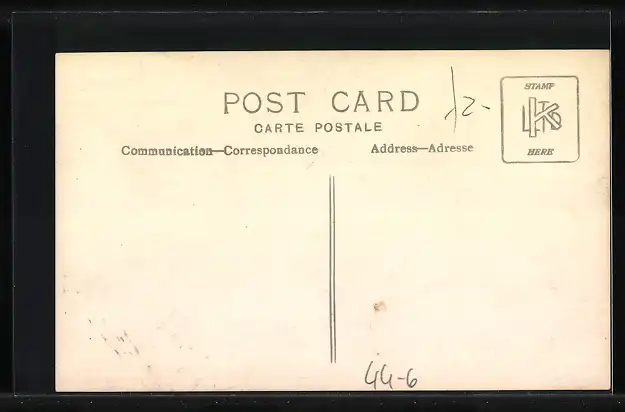 POST CARD
CARTE POSTALE
Communication—Correspondance
Address—Adresse
STAMP
HERE
44-6